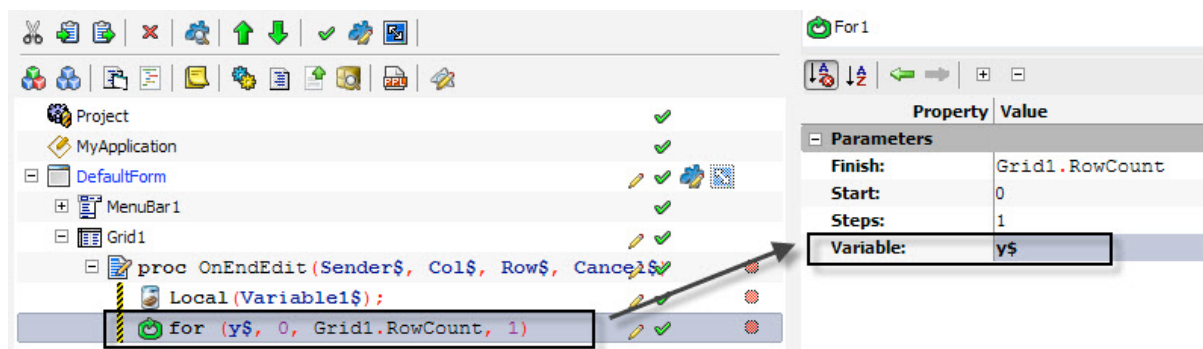 For1
Property Value
Project
MyApplication
Parameters
DefaultForm
Finish: Grid1.RowCount
MenuBar1
Start: 0
Steps: 1
Grid1
Variable: y$
proc OnEndEdit(Sender$, Col$, Row$, Cancel$)
Local(Variable1$);
for (y$, 0, Grid1.RowCount, 1)